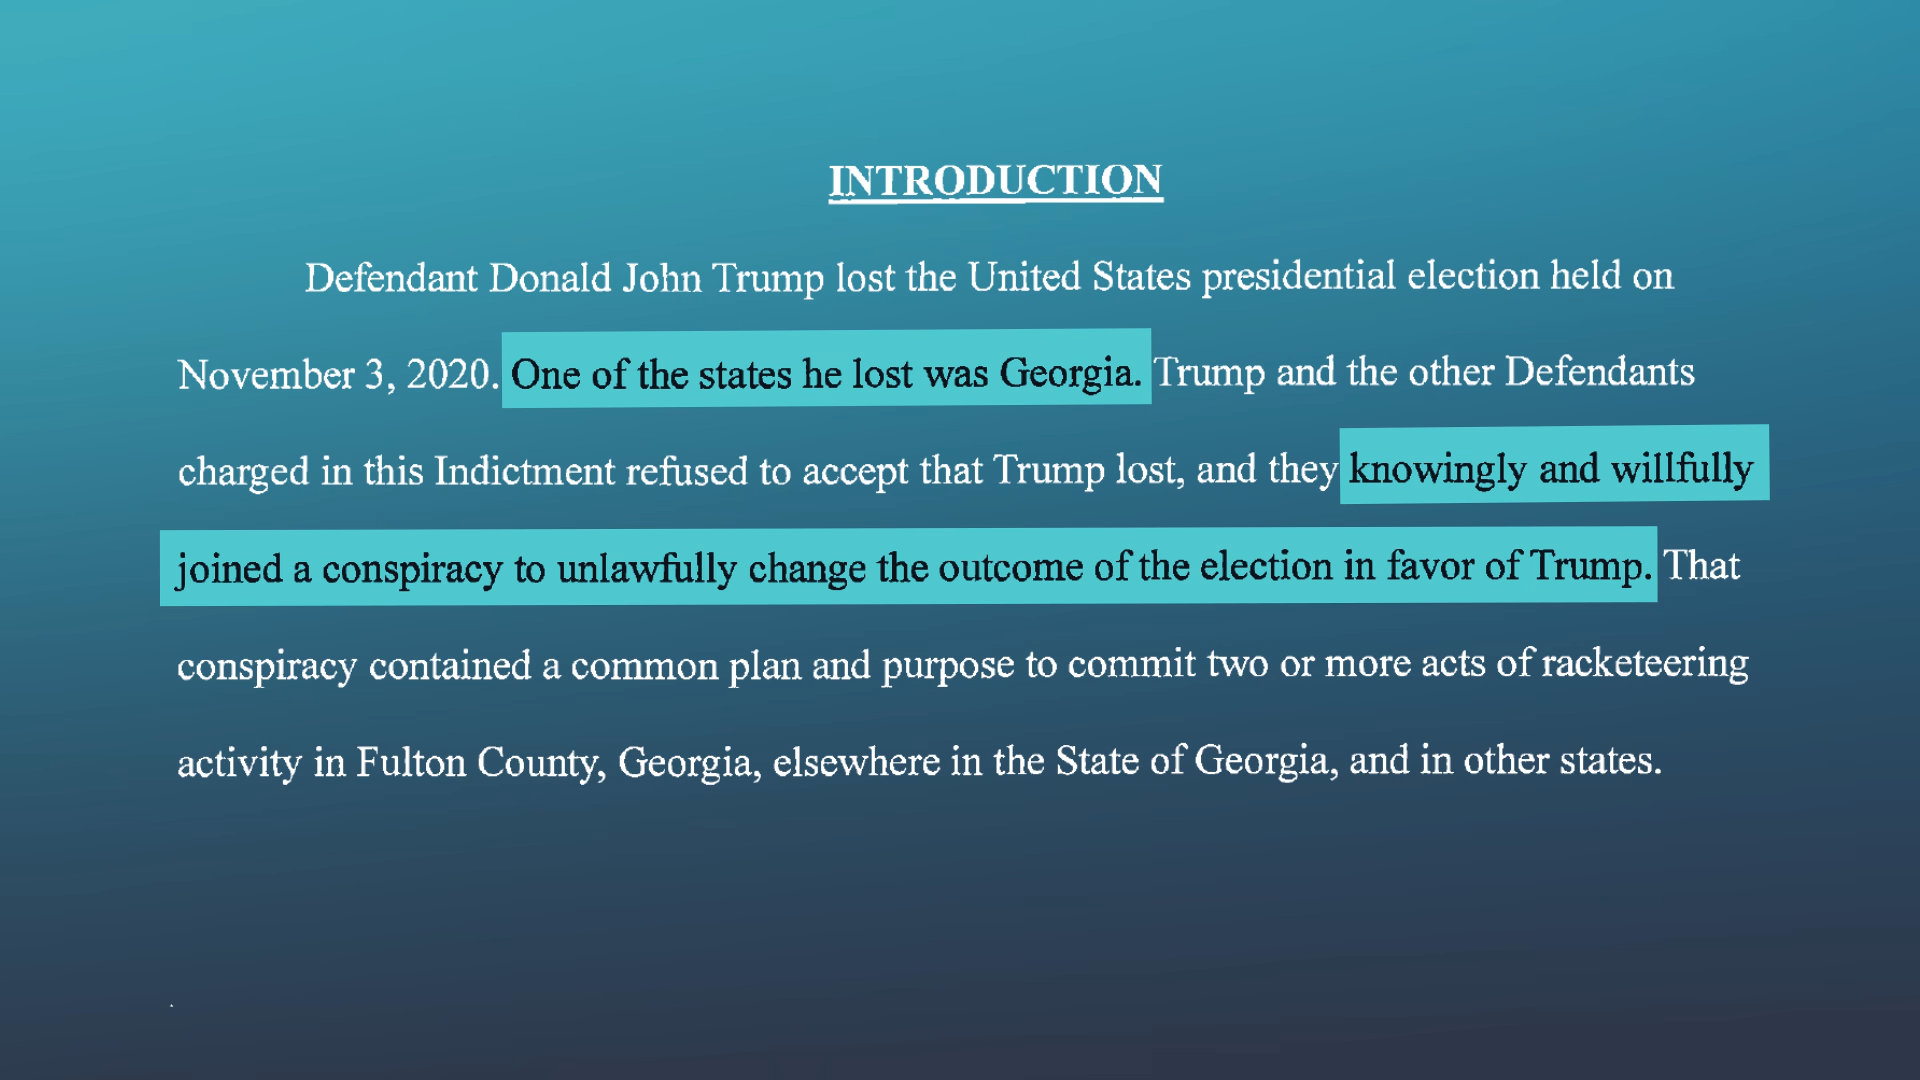 INTRODUCTION
Defendant Donald John Trump lost the United States presidential election held on
November 3, 2020. One of the states he lost was Georgia. Trump and the other Defendants
charged in this Indictment refused to accept that Trump lost, and they knowingly and willfully
joined a conspiracy to unlawfully change the outcome of the election in favor of Trump. That
conspiracy contained a common plan and purpose to commit two or more acts of racketeering
activity in Fulton County, Georgia, elsewhere in the State of Georgia, and in other states.